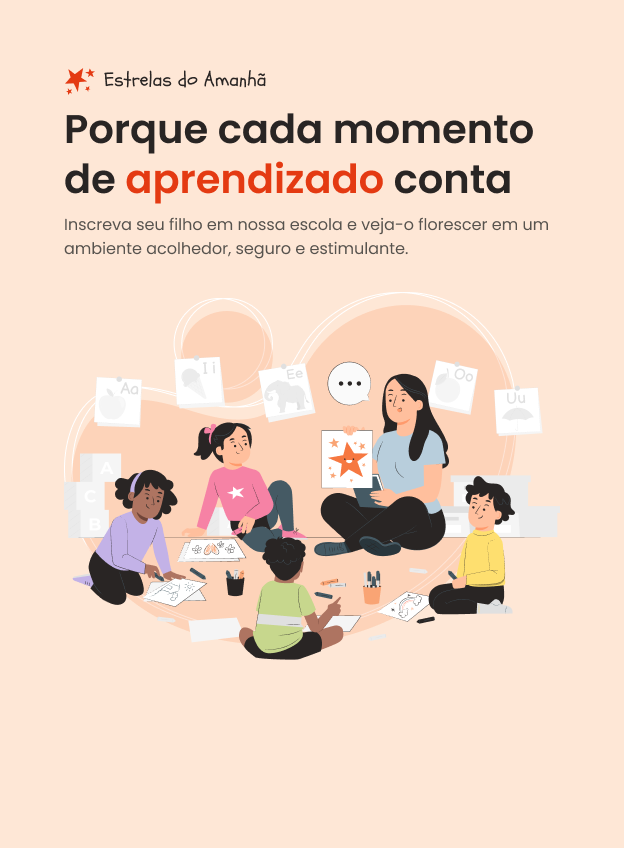 Estrelas do Amanhã
Porque cada momento
de aprendizado conta
Inscreva seu filho em nossa escola e veja-o florescer em um
ambiente acolhedor, seguro e estimulante.
Aa
Ii
Ee
Oo
Uu
A
C
B